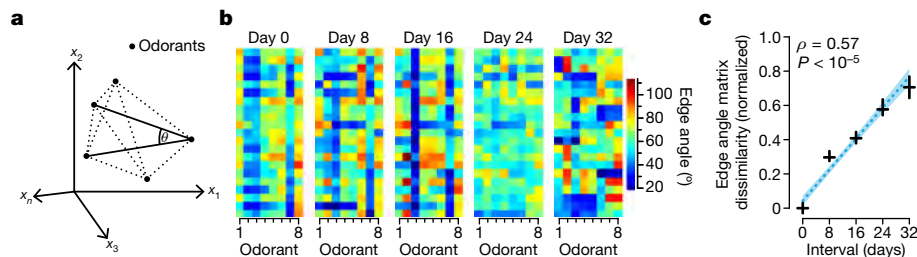 a
x2
Odorants
θ
x1
xn
x3
b
Day 0 Day 8 Day 16 Day 24 Day 32
1 8 1 8 1 8 1 8 1 8
Odorant Odorant Odorant Odorant Odorant
100
80
60
40
20
Edge angle (º)
c
ρ = 0.57
P < 10⁻⁵
1.0
0.8
0.6
0.4
0.2
0
Edge angle matrix
dissimilarity (normalized)
0 8 16 24 32
Interval (days)